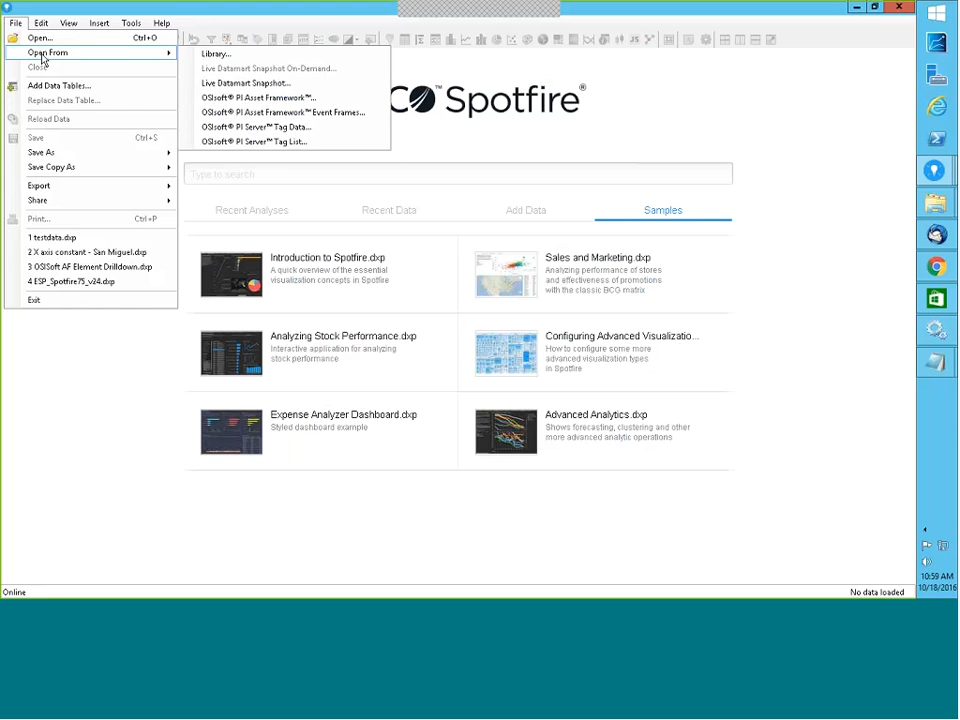 File Edit View Insert Tools Help
Open... Ctrl+O
Open From
Close
Add Data Tables...
Replace Data Table...
Reload Data
Save Ctrl+S
Save As
Save Copy As
Export
Share
Print... Ctrl+P
1 testdata.dxp
2 X axis constant - San Miguel.dxp
3 OSISoft AF Element Drilldown.dxp
4 ESP_Spotfire75_v24.dxp
Exit
Library...
Live Datamart Snapshot On-Demand...
Live Datamart Snapshot...
OSIsoft® PI Asset Framework™...
OSIsoft® PI Asset Framework™ Event Frames...
OSIsoft® PI Server™ Tag Data...
OSIsoft® PI Server™ Tag List...
CO Spotfire®
Type to search
Recent Analyses Recent Data Add Data Samples
Introduction to Spotfire.dxp
A quick overview of the essential
visualization concepts in Spotfire
Sales and Marketing.dxp
Analyzing performance of stores
and effectiveness of promotions
with the classic BCG matrix
Analyzing Stock Performance.dxp
Interactive application for analyzing
stock performance
Configuring Advanced Visualizatio...
How to configure some more
advanced visualization types
in Spotfire
Expense Analyzer Dashboard.dxp
Styled dashboard example
Advanced Analytics.dxp
Shows forecasting, clustering and other
more advanced analytic operations
Online
No data loaded
10:59 AM
10/18/2016